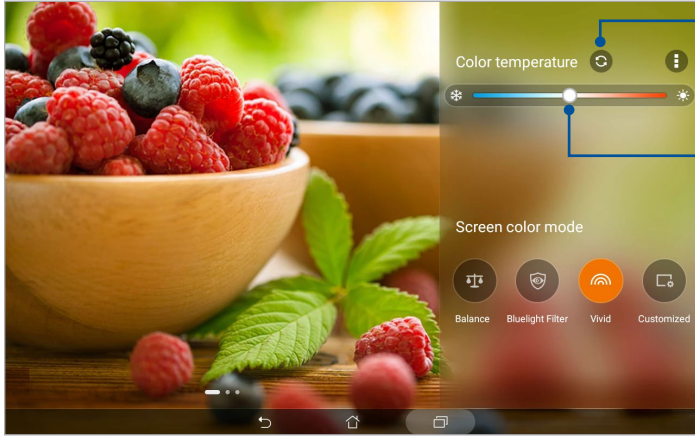 Color temperature
Screen color mode
Balance
Bluelight Filter
Vivid
Customized